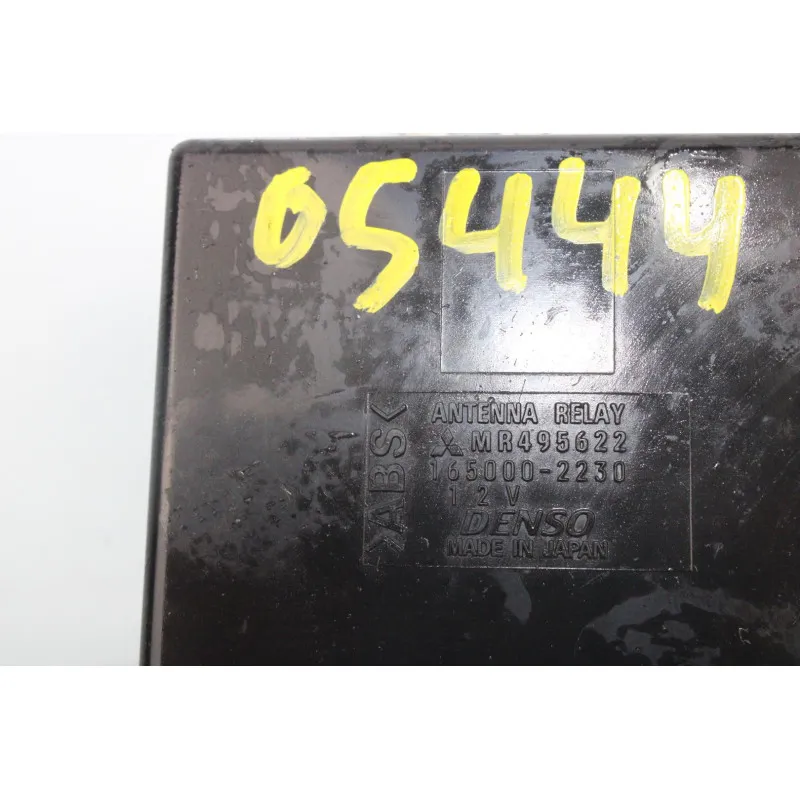 05444
ANTENNA RELAY
MR495622
165000-2230
12V
DENSO
MADE IN JAPAN
>ABS<